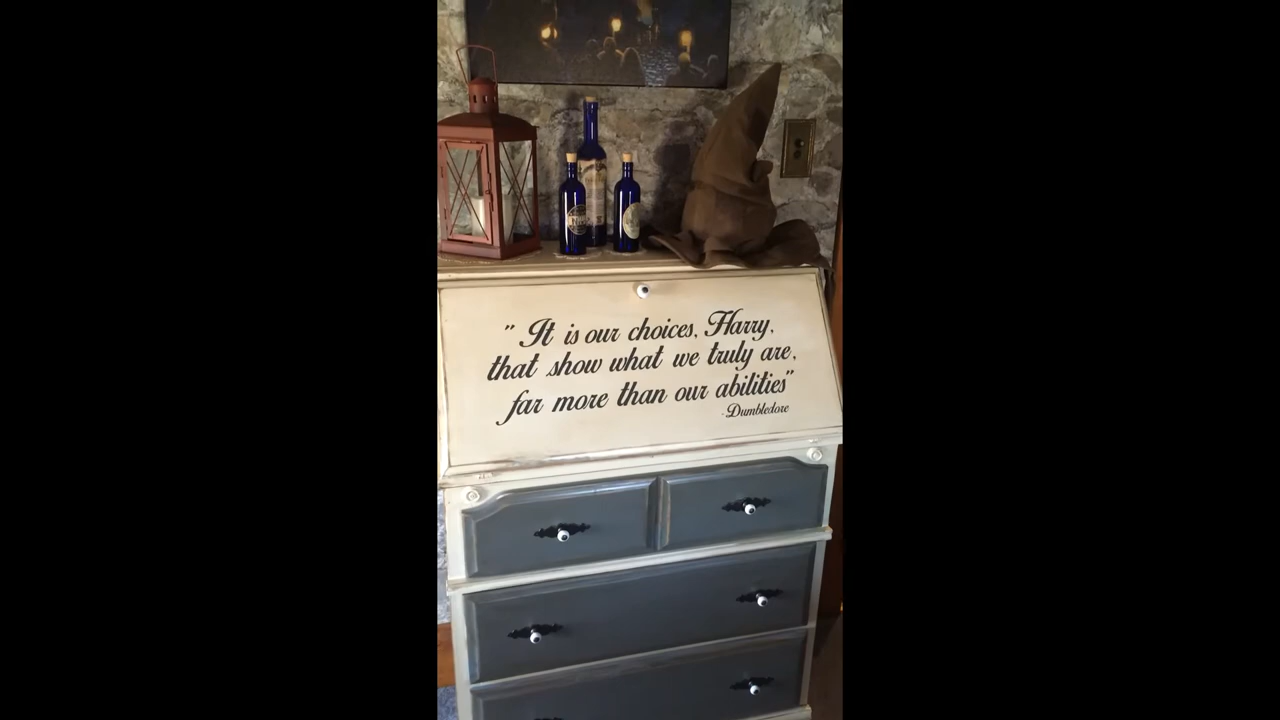 " It is our choices, Harry,
that show what we truly are,
far more than our abilities"
-Dumbledore